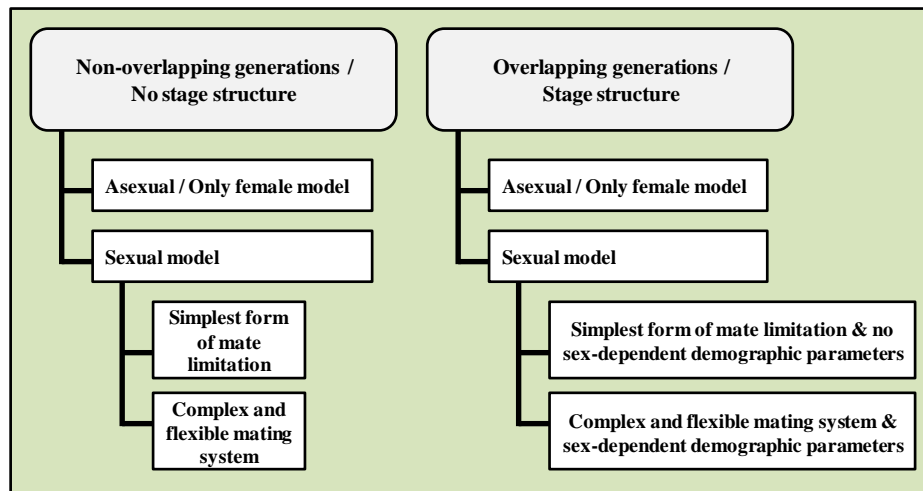 Non-overlapping generations /
No stage structure
Asexual / Only female model
Sexual model
Simplest form
of mate
limitation
Complex and
flexible mating
system
Overlapping generations /
Stage structure
Asexual / Only female model
Sexual model
Simplest form of mate limitation & no
sex-dependent demographic parameters
Complex and flexible mating system &
sex-dependent demographic parameters